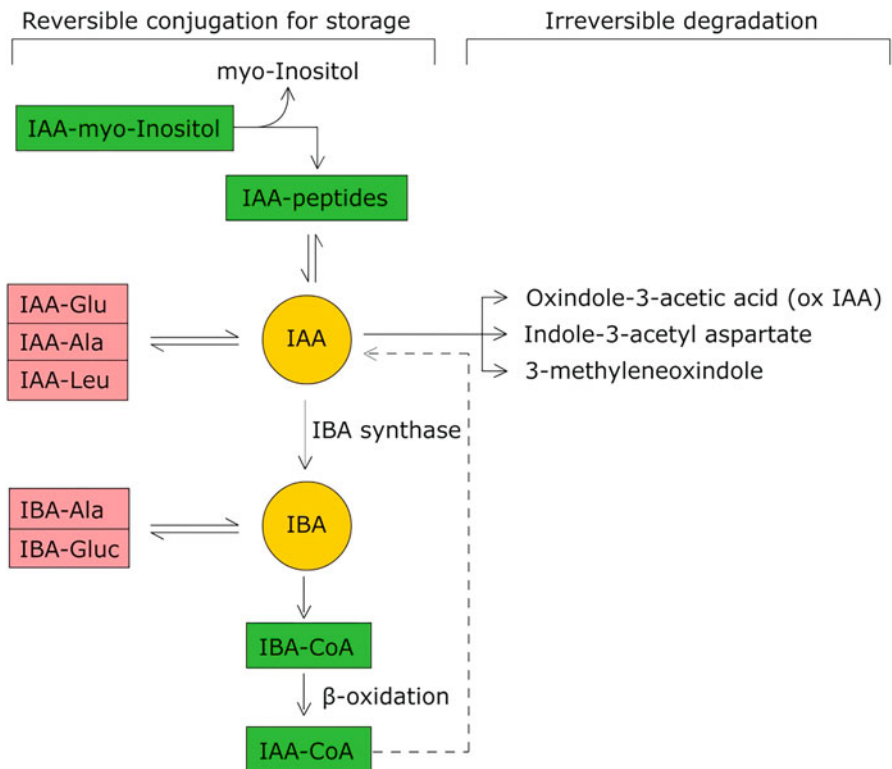 Reversible conjugation for storage
Irreversible degradation
myo-Inositol
IAA-myo-Inositol
IAA-peptides
IAA-Glu
IAA-Ala
IAA-Leu
IAA
Oxindole-3-acetic acid (ox IAA)
Indole-3-acetyl aspartate
3-methyleneoxindole
IBA synthase
IBA-Ala
IBA-Gluc
IBA
IBA-CoA
β-oxidation
IAA-CoA